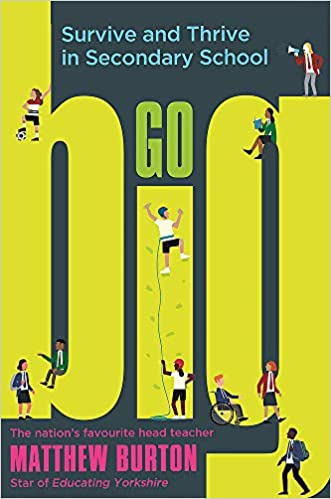 Survive and Thrive
in Secondary School
GO
big
The nation's favourite head teacher
MATTHEW BURTON
Star of Educating Yorkshire